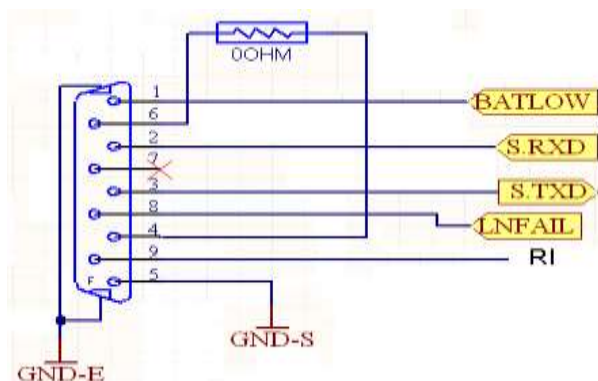 0OHM
1
BATLOW
6
2
S.RXD
7
3
S.TXD
8
LNFAIL
4
9
RI
F
5
GND-S
GND-E